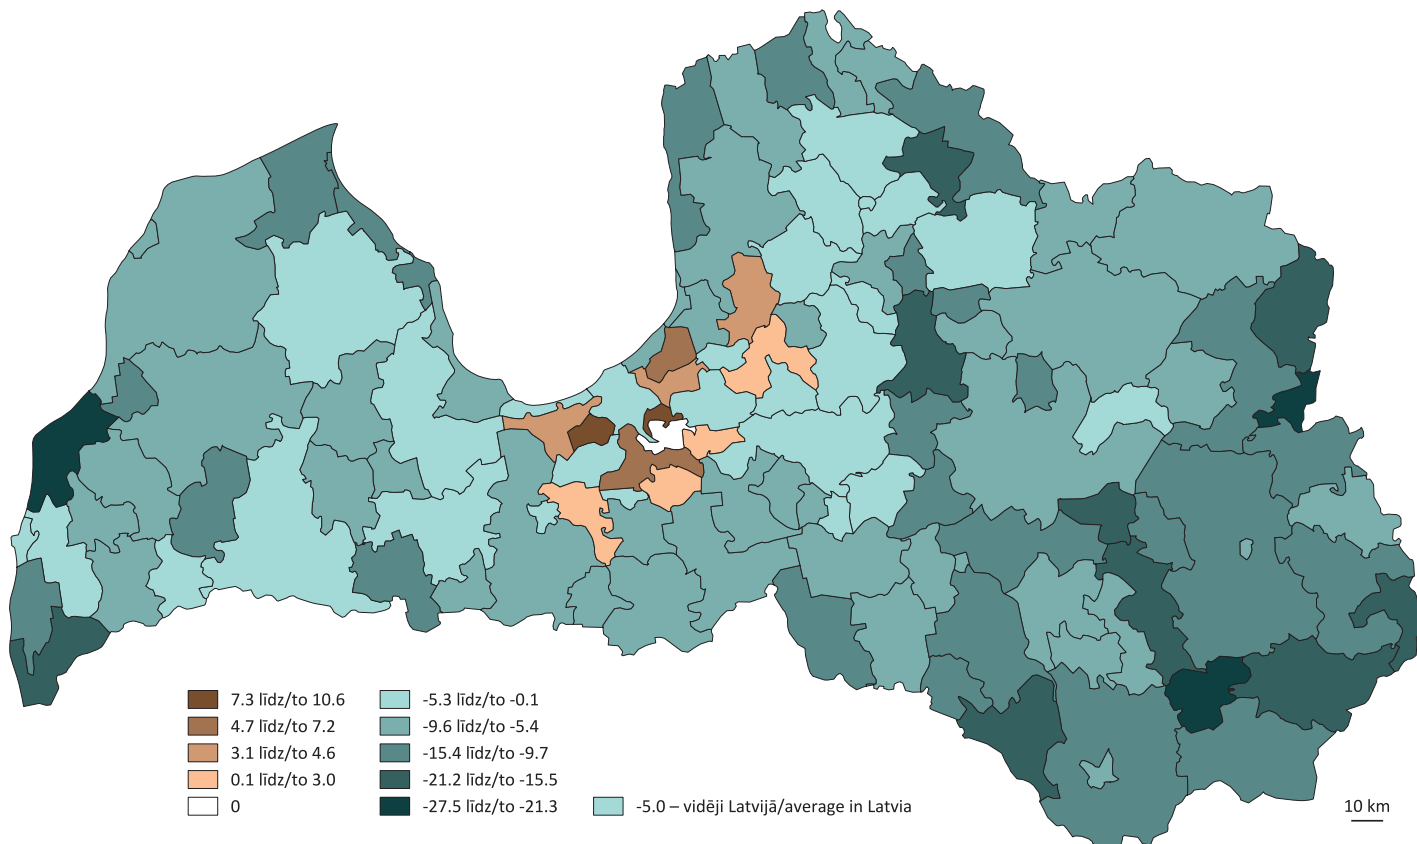 7.3 līdz/to 10.6
4.7 līdz/to 7.2
3.1 līdz/to 4.6
0.1 līdz/to 3.0
0
-5.3 līdz/to -0.1
-9.6 līdz/to -5.4
-15.4 līdz/to -9.7
-21.2 līdz/to -15.5
-27.5 līdz/to -21.3
-5.0 – vidēji Latvijā/average in Latvia
10 km